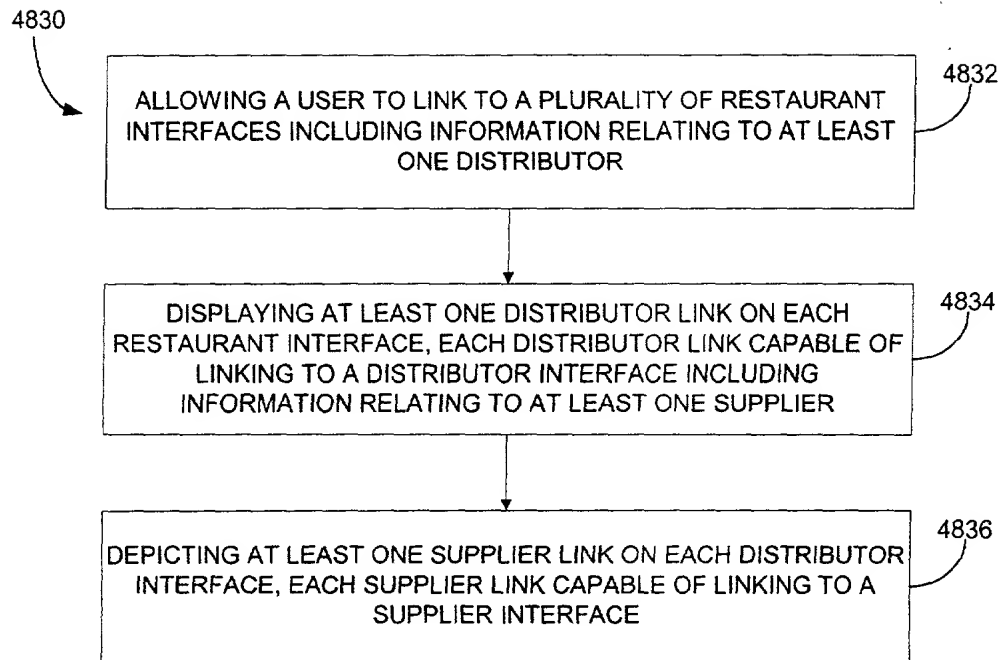 4830
4832
ALLOWING A USER TO LINK TO A PLURALITY OF RESTAURANT
INTERFACES INCLUDING INFORMATION RELATING TO AT LEAST
ONE DISTRIBUTOR
4834
DISPLAYING AT LEAST ONE DISTRIBUTOR LINK ON EACH
RESTAURANT INTERFACE, EACH DISTRIBUTOR LINK CAPABLE OF
LINKING TO A DISTRIBUTOR INTERFACE INCLUDING
INFORMATION RELATING TO AT LEAST ONE SUPPLIER
4836
DEPICTING AT LEAST ONE SUPPLIER LINK ON EACH DISTRIBUTOR
INTERFACE, EACH SUPPLIER LINK CAPABLE OF LINKING TO A
SUPPLIER INTERFACE